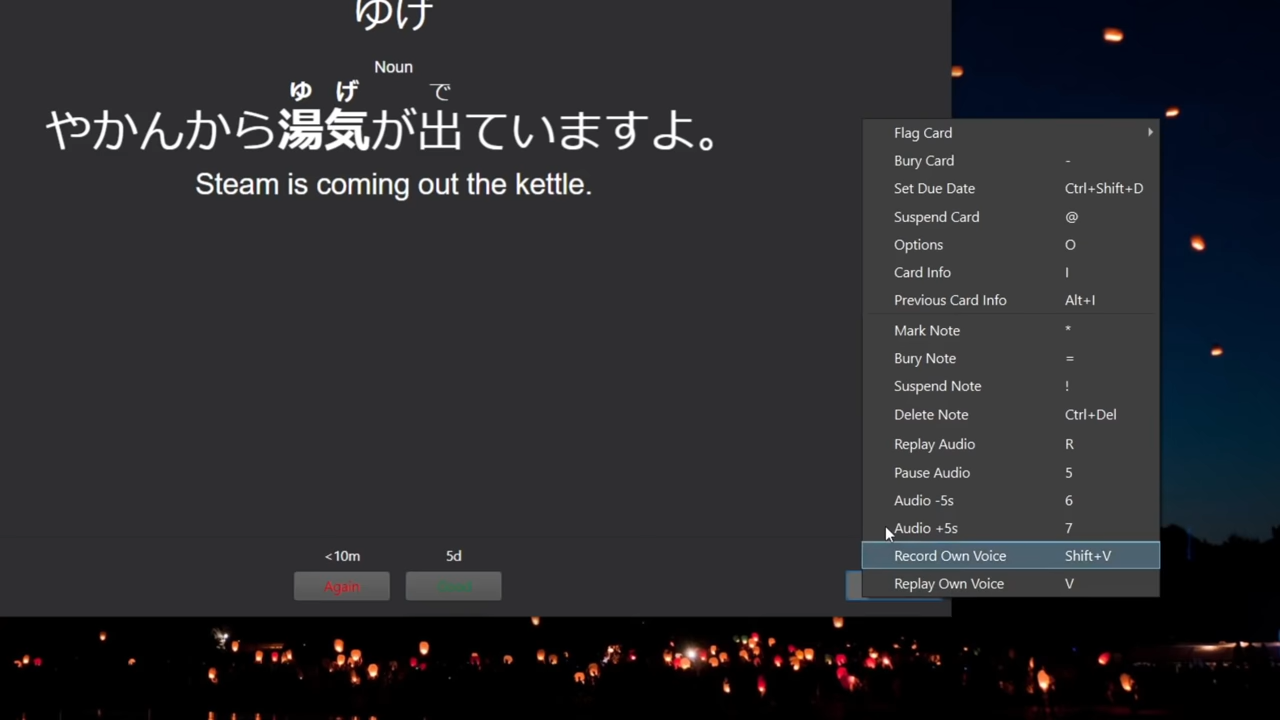 ゆげ
Noun
ゆ げ で
やかんから湯気が出ていますよ。
Steam is coming out the kettle.
Flag Card
Bury Card -
Set Due Date Ctrl+Shift+D
Suspend Card @
Options O
Card Info I
Previous Card Info Alt+I
Mark Note *
Bury Note =
Suspend Note !
Delete Note Ctrl+Del
Replay Audio R
Pause Audio 5
Audio -5s 6
Audio +5s 7
Record Own Voice Shift+V
Replay Own Voice V
<10m 5d
Again Good